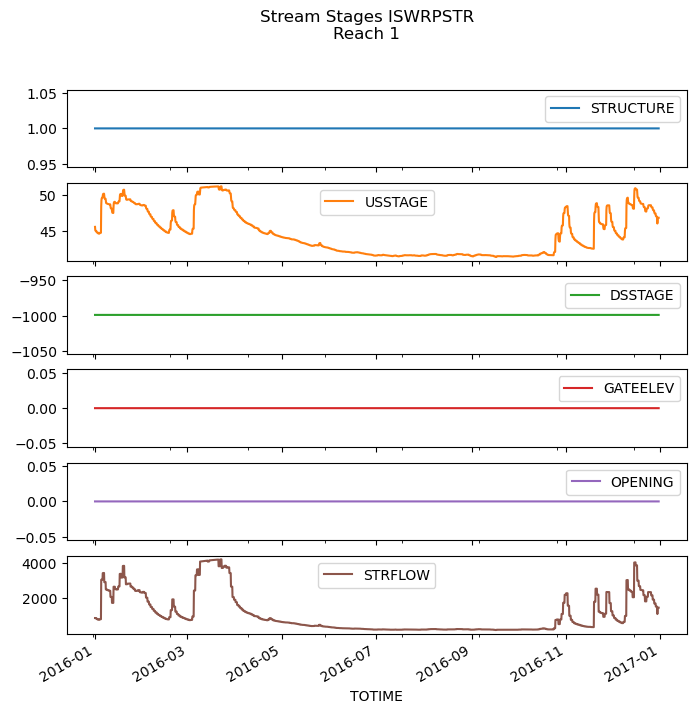 Stream Stages ISWRPSTR
Reach 1
1.05
1.00
0.95
STRUCTURE
50
45
USSTAGE
−950
−1000
−1050
DSSTAGE
0.05
0.00
−0.05
GATEELEV
0.05
0.00
−0.05
OPENING
4000
2000
STRFLOW
2016-01
2016-03
2016-05
2016-07
2016-09
2016-11
2017-01
TOTIME